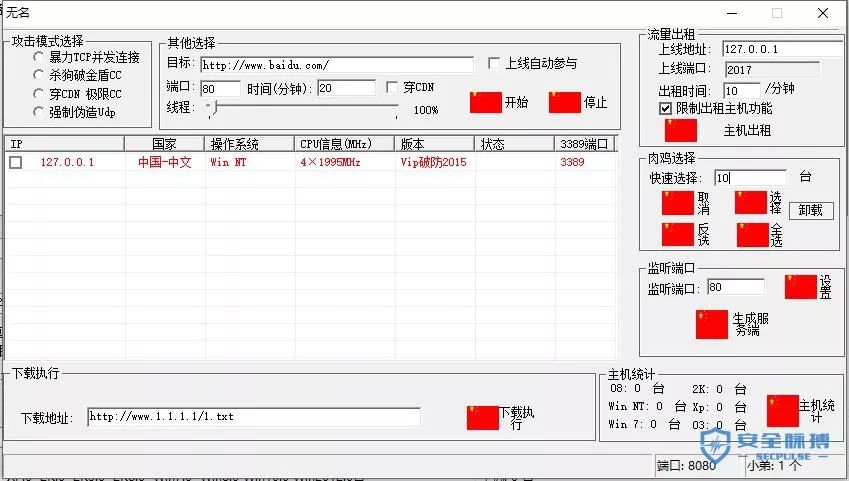 无名
攻击模式选择
暴力TCP并发连接
杀狗破金盾CC
穿CDN 极限CC
强制伪造Udp
其他选择
目标: http://www.baidu.com/ 上线自动参与
端口: 80 时间(分钟): 20 穿CDN
线程: 100% 开始 停止
流量出租
上线地址: 127.0.0.1
上线端口: 2017
出租时间: 10 /分钟
限制出租主机功能
主机出租
IP 国家 操作系统 CPU信息(MHz) 版本 状态 3389端口
127.0.0.1 中国-中文 Win NT 4×1995MHz Vip破防2015 3389
肉鸡选择
快速选择: 10 台
取消 选择 卸载
反选 全选
监听端口
监听端口: 80 设置
生成服务端
下载执行
下载地址: http://www.1.1.1.1/1.txt 下载执行
主机统计
08: 0 台 2K: 0 台
Win NT: 0 台 Xp: 0 台
Win 7: 0 台 03: 0 台
主机统计
安全脉搏
SECPULSE
端口: 8080 小弟: 1 个